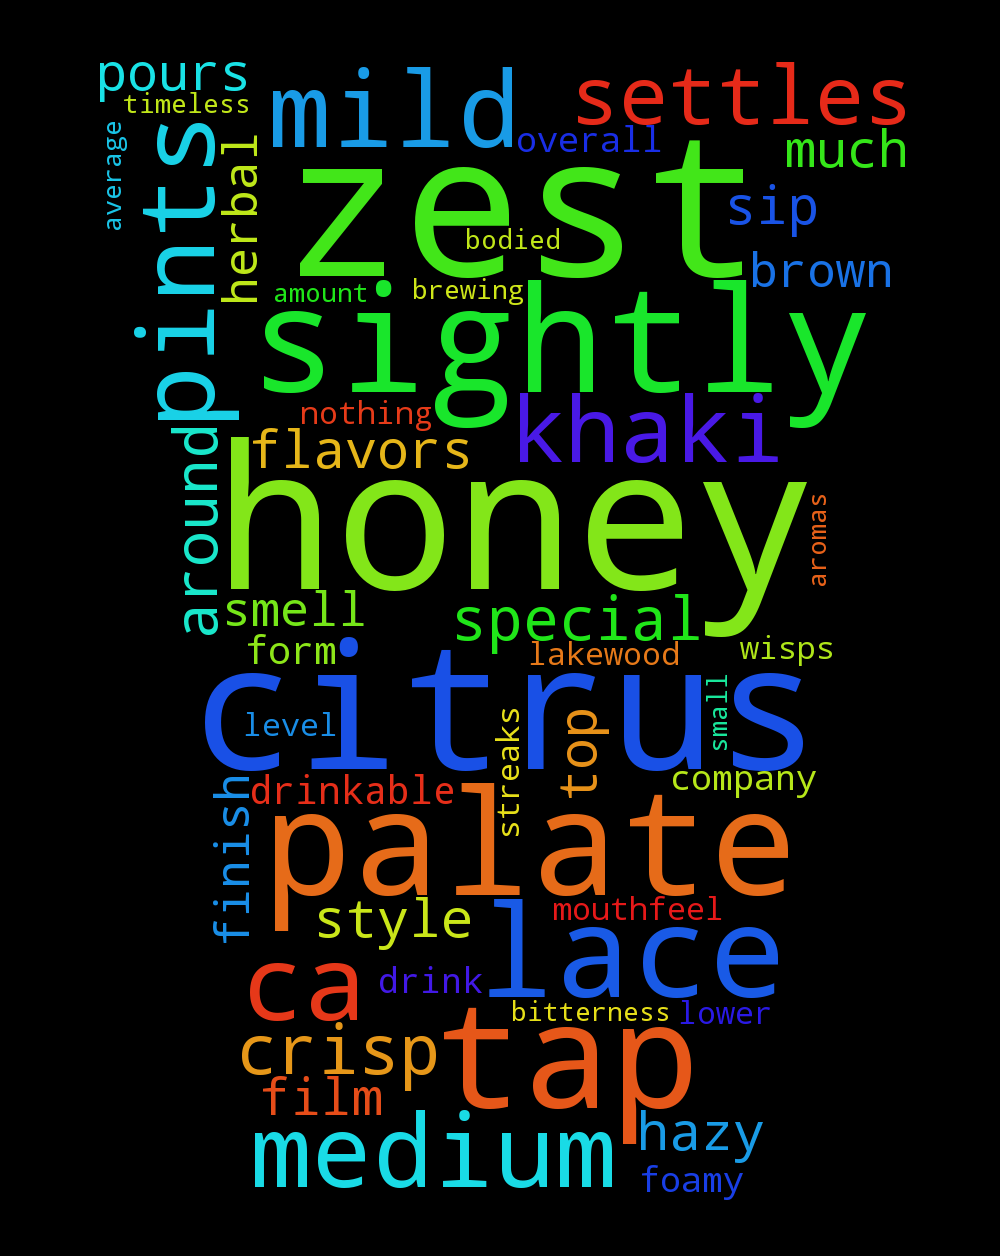 pours
mild
settles
timeless
average
pints
herbal
overall
much
zest
sip
bodied
brown
amount
brewing
sightly
nothing
khaki
flavors
around
honey
aromas
smell
special
form
lakewood
wisps
citrus
level
small
streaks
top
company
drinkable
finish
palate
style
mouthfeel
lace
ca
drink
bitterness
lower
crisp
tap
film
medium
hazy
foamy